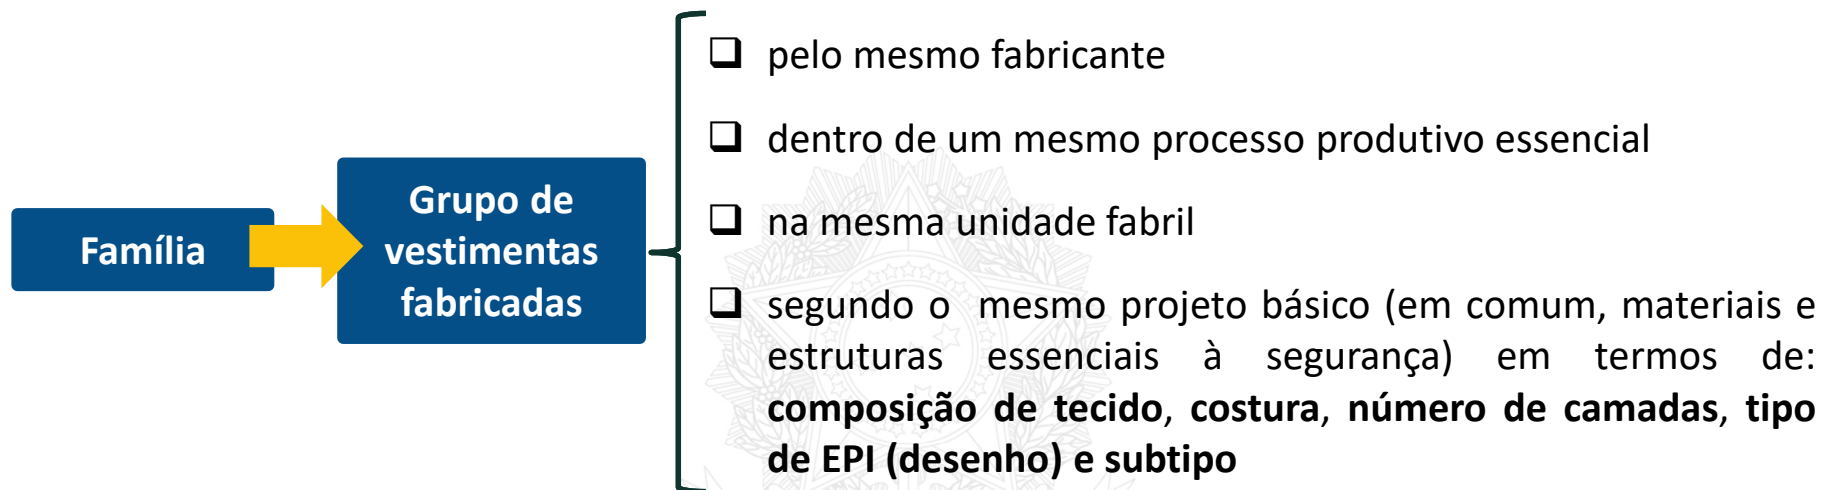 Família
Grupo de
vestimentas
fabricadas
❑ pelo mesmo fabricante
❑ dentro de um mesmo processo produtivo essencial
❑ na mesma unidade fabril
❑ segundo o mesmo projeto básico (em comum, materiais e
estruturas essenciais à segurança) em termos de:
composição de tecido, costura, número de camadas, tipo
de EPI (desenho) e subtipo